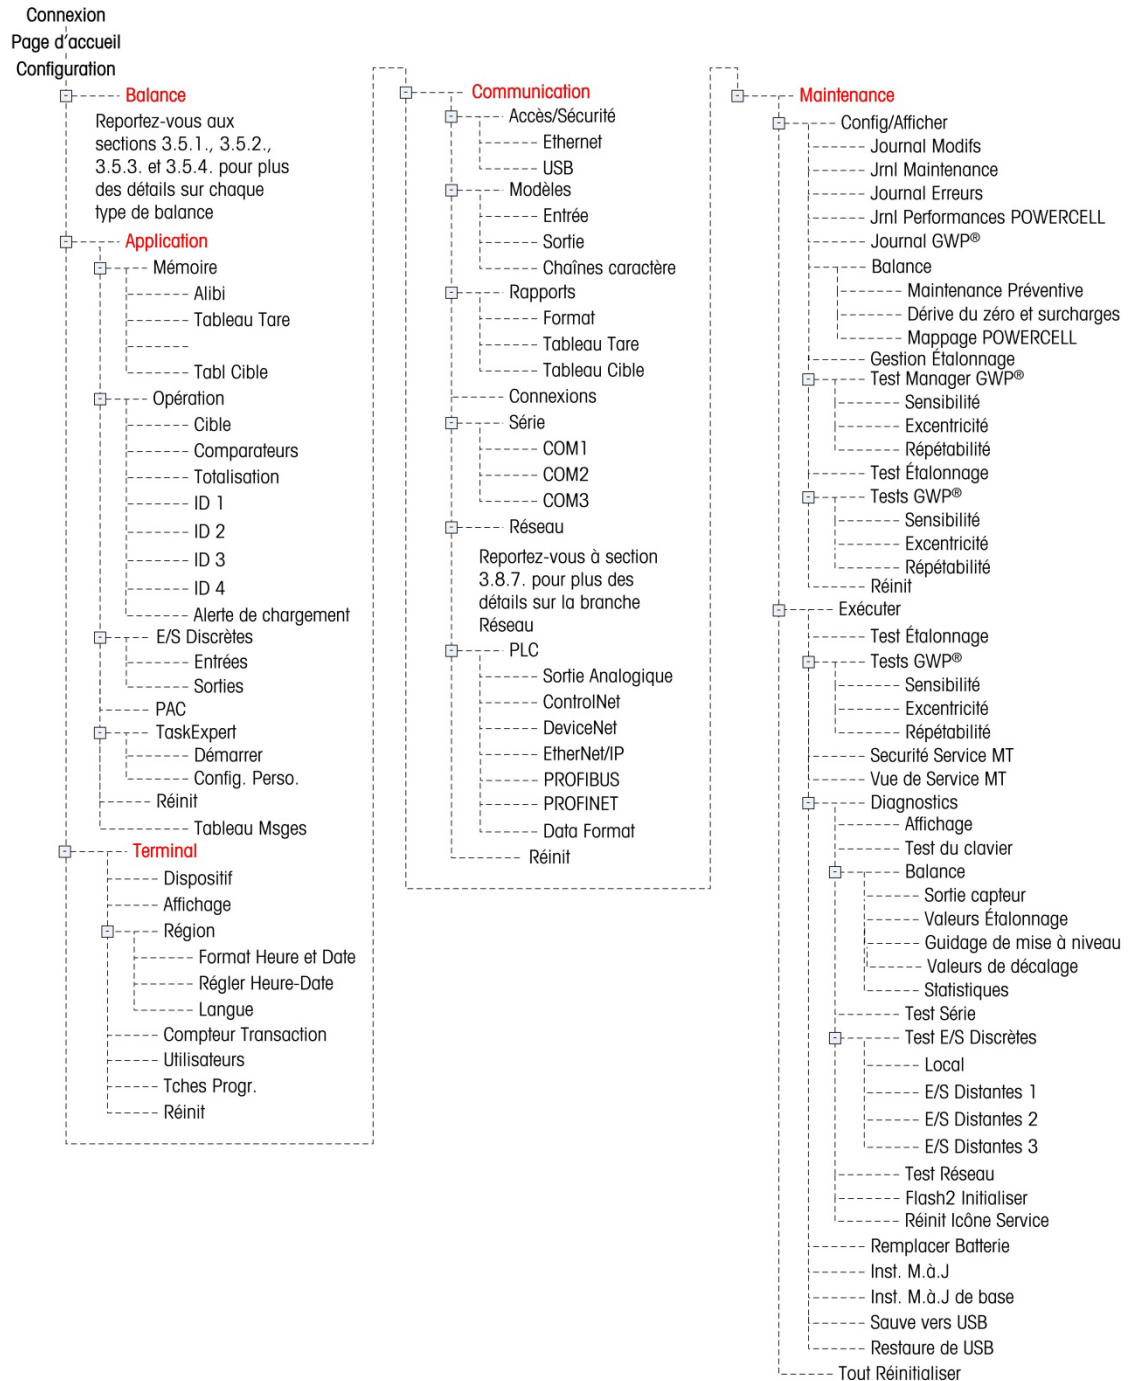 Connexion
Page d'accueil
Configuration
Balance
Reportez-vous aux
sections 3.5.1., 3.5.2.,
3.5.3. et 3.5.4. pour plus
des détails sur chaque
type de balance
Application
Mémoire
Alibi
Tableau Tare
Tabl Cible
Opération
Cible
Comparateurs
Totalisation
ID 1
ID 2
ID 3
ID 4
Alerte de chargement
E/S Discrètes
Entrées
Sorties
PAC
TaskExpert
Démarrer
Config. Perso.
Réinit
Tableau Msges
Terminal
Dispositif
Affichage
Région
Format Heure et Date
Régler Heure-Date
Langue
Compteur Transaction
Utilisateurs
Tches Progr.
Réinit
Communication
Accès/Sécurité
Ethernet
USB
Modèles
Entrée
Sortie
Chaînes caractère
Rapports
Format
Tableau Tare
Tableau Cible
Connexions
Série
COM1
COM2
COM3
Réseau
Reportez-vous à section
3.8.7. pour plus des
détails sur la branche
Réseau
PLC
Sortie Analogique
ControlNet
DeviceNet
EtherNet/IP
PROFIBUS
PROFINET
Data Format
Réinit
Maintenance
Config/Afficher
Journal Modifs
Jrnl Maintenance
Journal Erreurs
Jrnl Performances POWERCELL
Journal GWP®
Balance
Maintenance Préventive
Dérive du zéro et surcharges
Mappage POWERCELL
Gestion Étalonnage
Test Manager GWP®
Sensibilité
Excentricité
Répétabilité
Test Étalonnage
Tests GWP®
Sensibilité
Excentricité
Répétabilité
Réinit
Exécuter
Test Étalonnage
Tests GWP®
Sensibilité
Excentricité
Répétabilité
Securité Service MT
Vue de Service MT
Diagnostics
Affichage
Test du clavier
Balance
Sortie capteur
Valeurs Étalonnage
Guidage de mise à niveau
Valeurs de décalage
Statistiques
Test Série
Test E/S Discrètes
Local
E/S Distantes 1
E/S Distantes 2
E/S Distantes 3
Test Réseau
Flash2 Initialiser
Réinit Icône Service
Remplacer Batterie
Inst. M.à.J
Inst. M.à.J de base
Sauve vers USB
Restaure de USB
Tout Réinitialiser